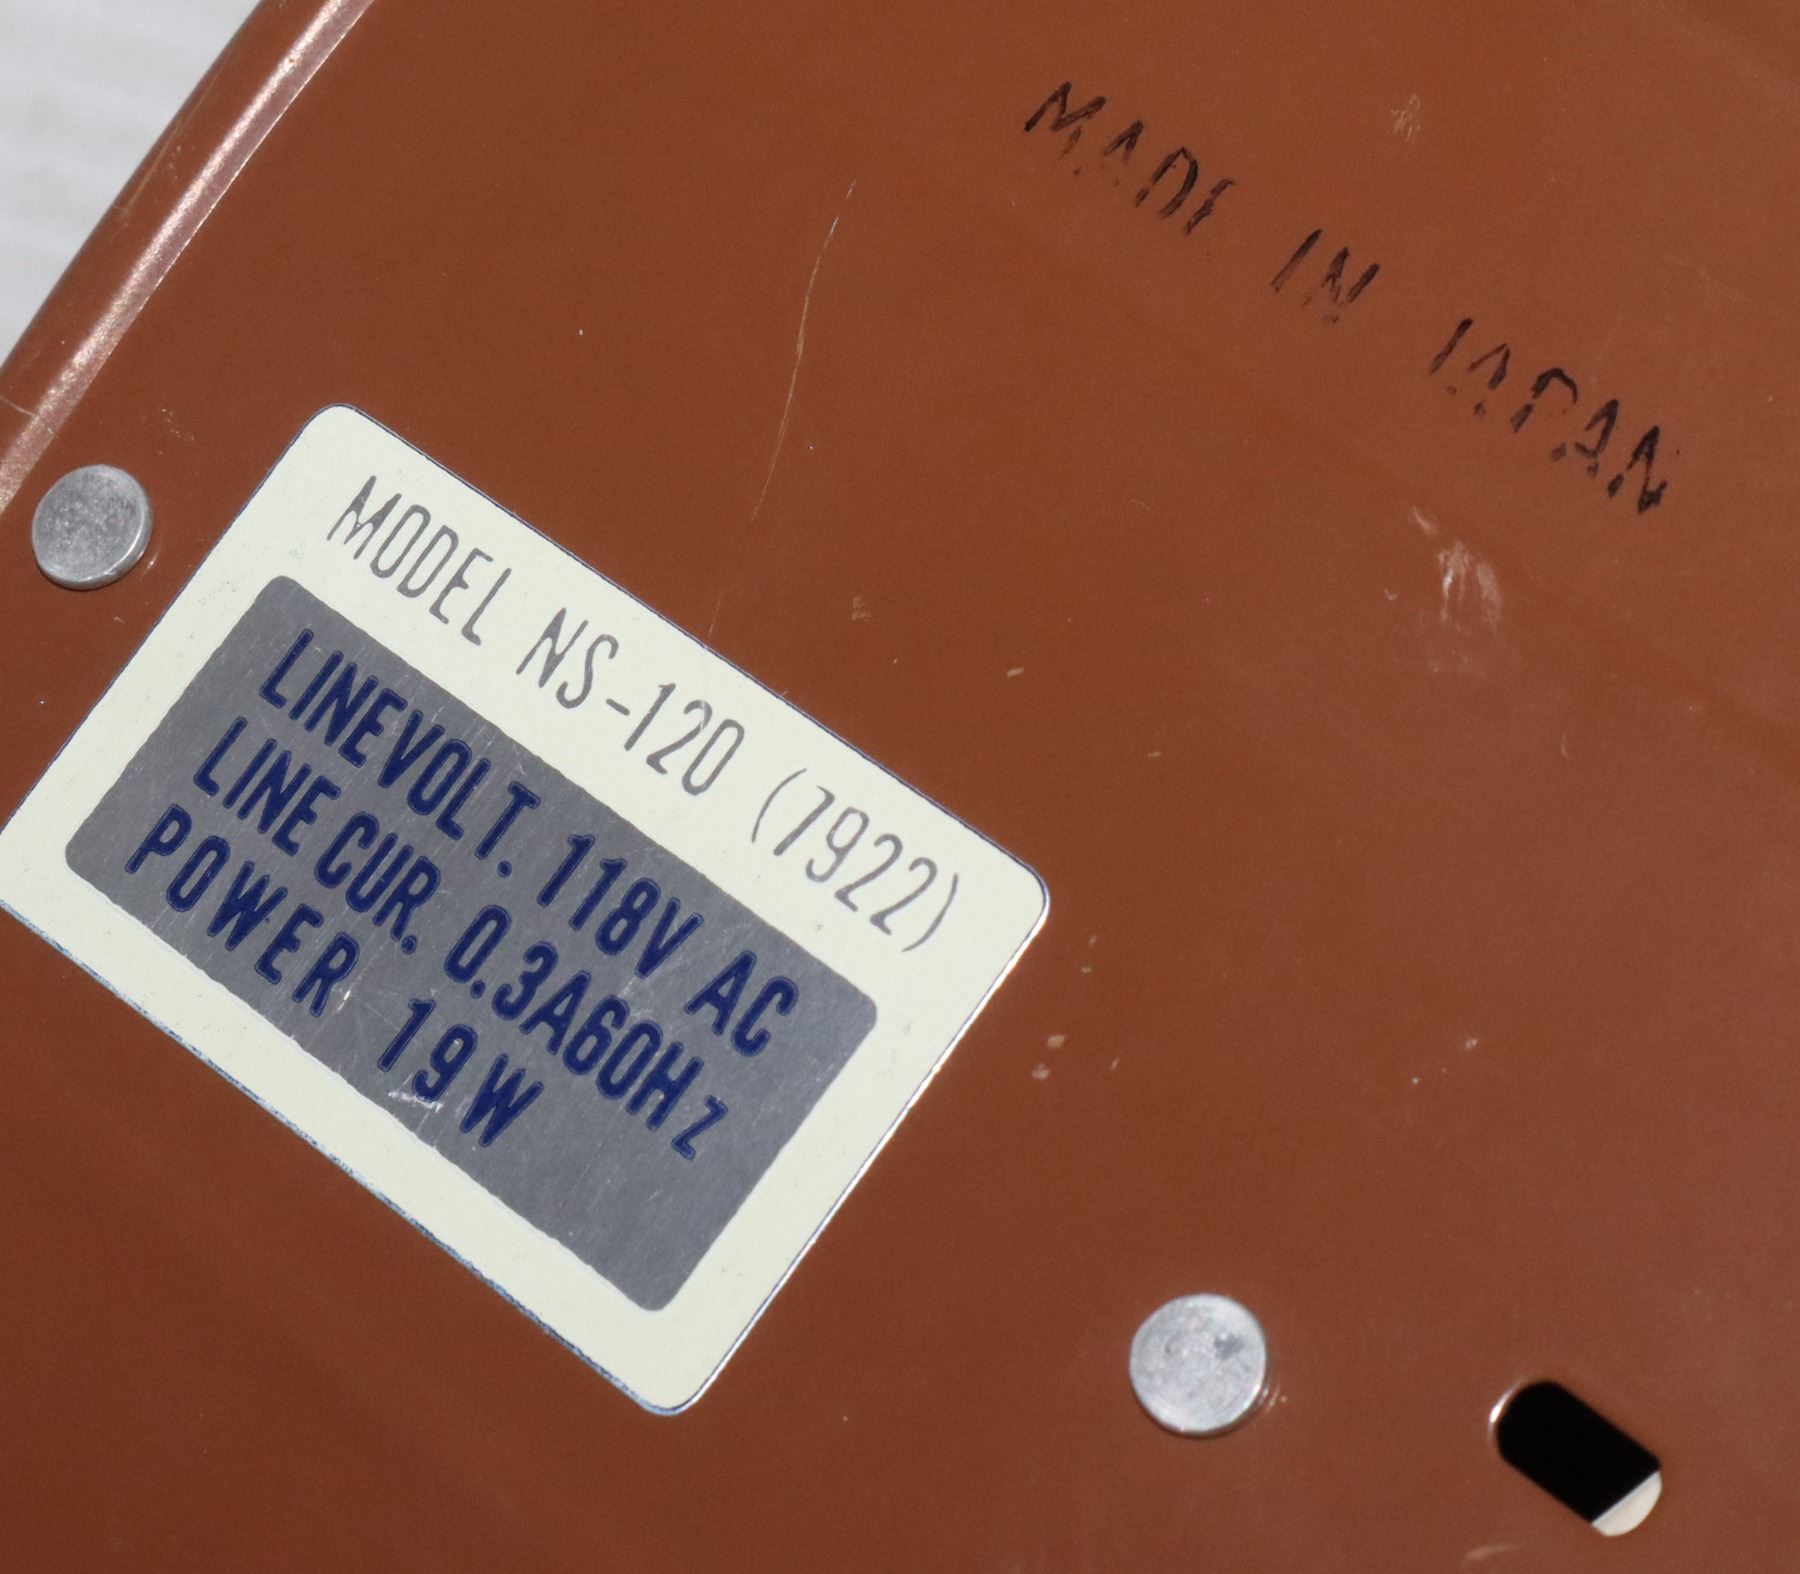 MADE IN JAPAN
MODEL NS-120 (7922)
LINEVOLT. 118V AC
LINE CUR. 0.3A60Hz
POWER 19W